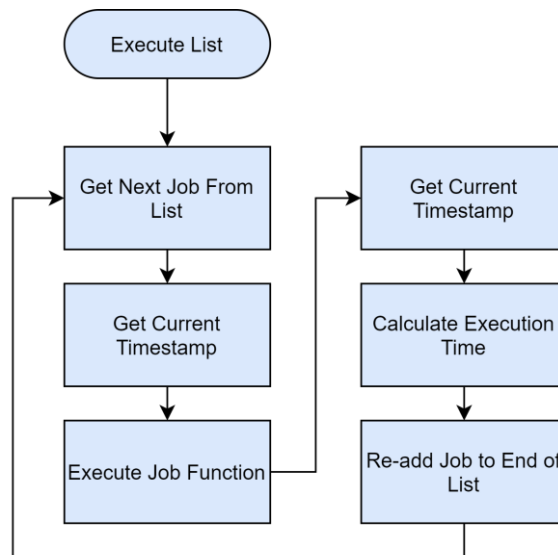 Execute List
Get Next Job From
List
Get Current
Timestamp
Execute Job Function
Get Current
Timestamp
Calculate Execution
Time
Re-add Job to End of
List